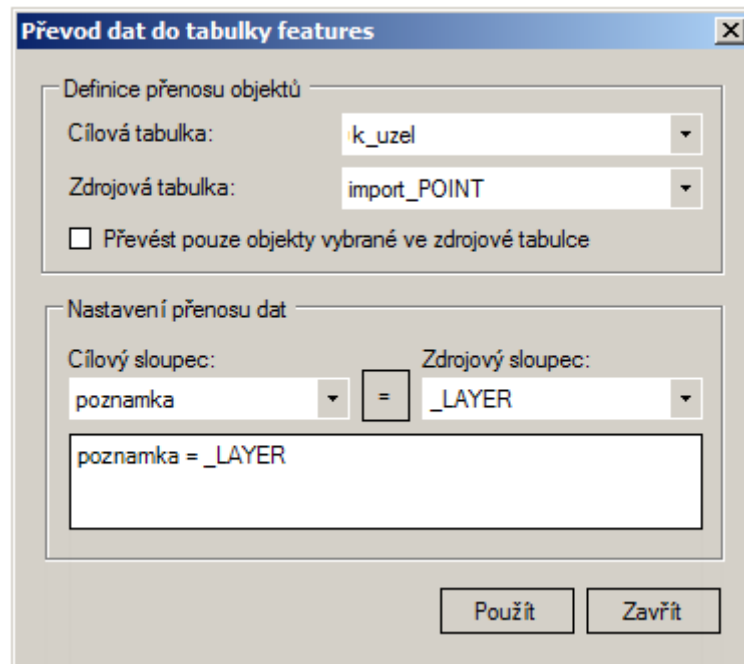 Převod dat do tabulky features
Definice přenosu objektů
Cílová tabulka: k_uzel
Zdrojová tabulka: import_POINT
Převést pouze objekty vybrané ve zdrojové tabulce
Nastavení přenosu dat
Cílový sloupec: Zdrojový sloupec:
poznamka = _LAYER
poznamka = _LAYER
Použít Zavřít